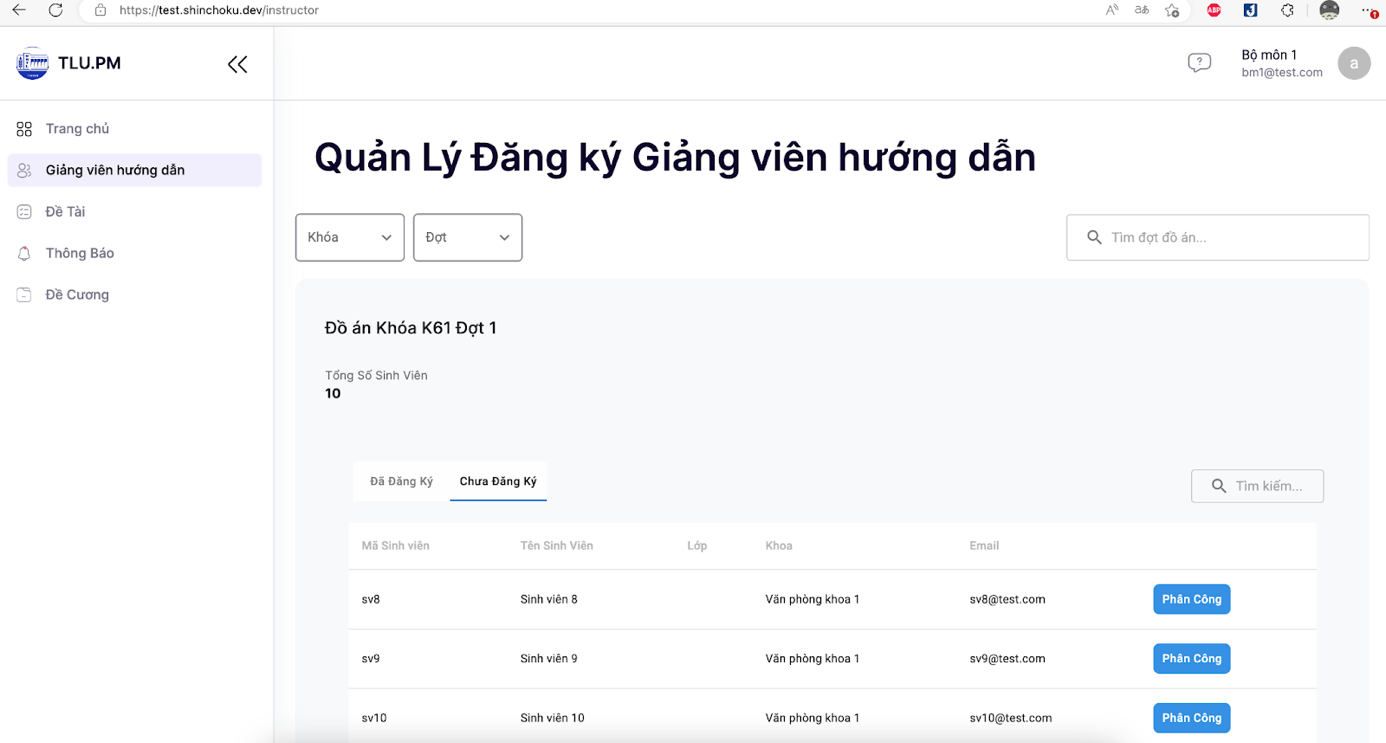 https://test.shinchoku.dev/instructor
ABP
1
TLU.PM
?
Bộ môn 1
bm1@test.com
a
Trang chủ
Giảng viên hướng dẫn
Đề Tài
Thông Báo
Đề Cương
Quản Lý Đăng ký Giảng viên hướng dẫn
Khóa
Đợt
Tìm đợt đồ án...
Đồ án Khóa K61 Đợt 1
Tổng Số Sinh Viên
10
Đã Đăng Ký Chưa Đăng Ký
Tìm kiếm...
Mã Sinh viên Tên Sinh Viên Lớp Khoa Email
sv8 Sinh viên 8 Văn phòng khoa 1 sv8@test.com Phân Công
sv9 Sinh viên 9 Văn phòng khoa 1 sv9@test.com Phân Công
sv10 Sinh viên 10 Văn phòng khoa 1 sv10@test.com Phân Công